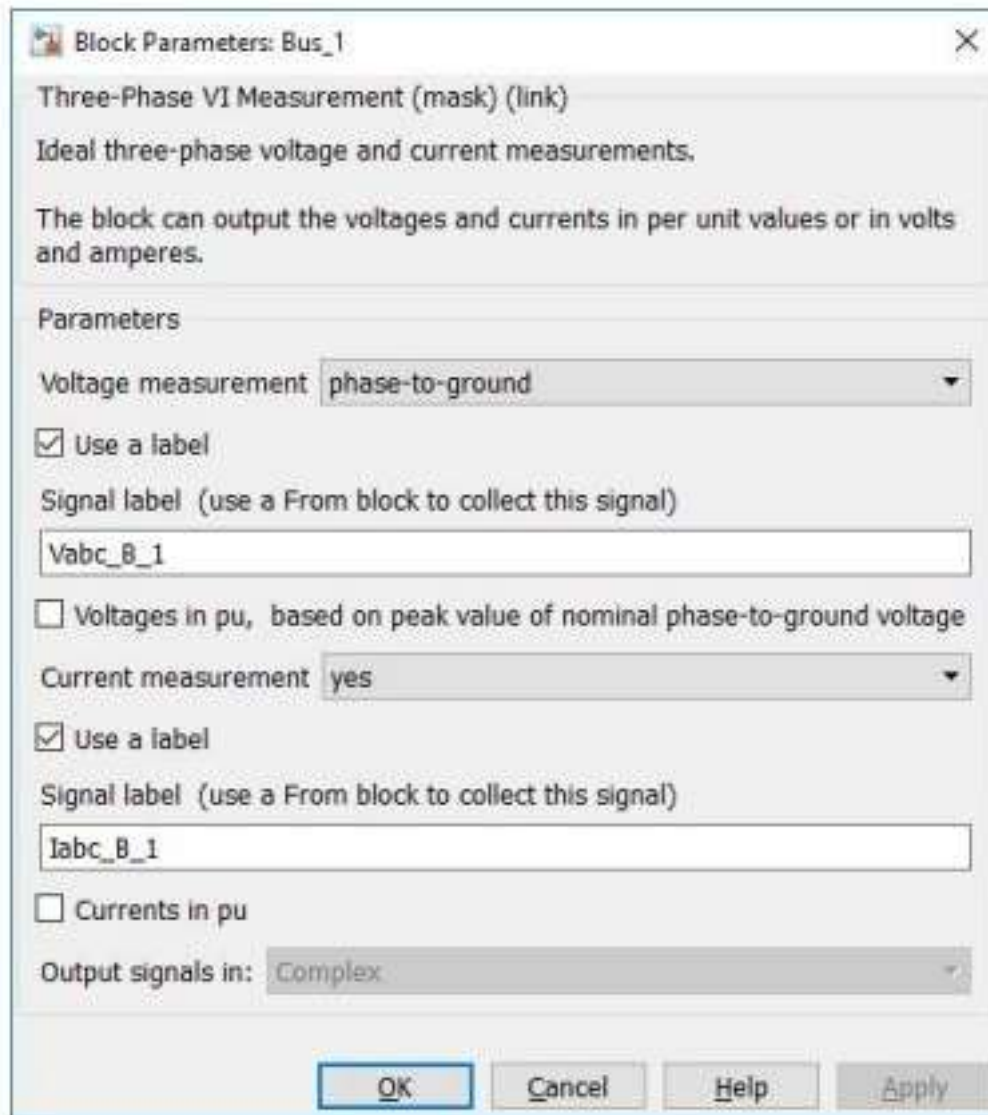 Block Parameters: Bus_1
Three-Phase VI Measurement (mask) (link)
Ideal three-phase voltage and current measurements.
The block can output the voltages and currents in per unit values or in volts
and amperes.
Parameters
Voltage measurement phase-to-ground
Use a label
Signal label (use a From block to collect this signal)
Vabc_B_1
Voltages in pu, based on peak value of nominal phase-to-ground voltage
Current measurement yes
Use a label
Signal label (use a From block to collect this signal)
Iabc_B_1
Currents in pu
Output signals in: Complex
OK Cancel Help Apply